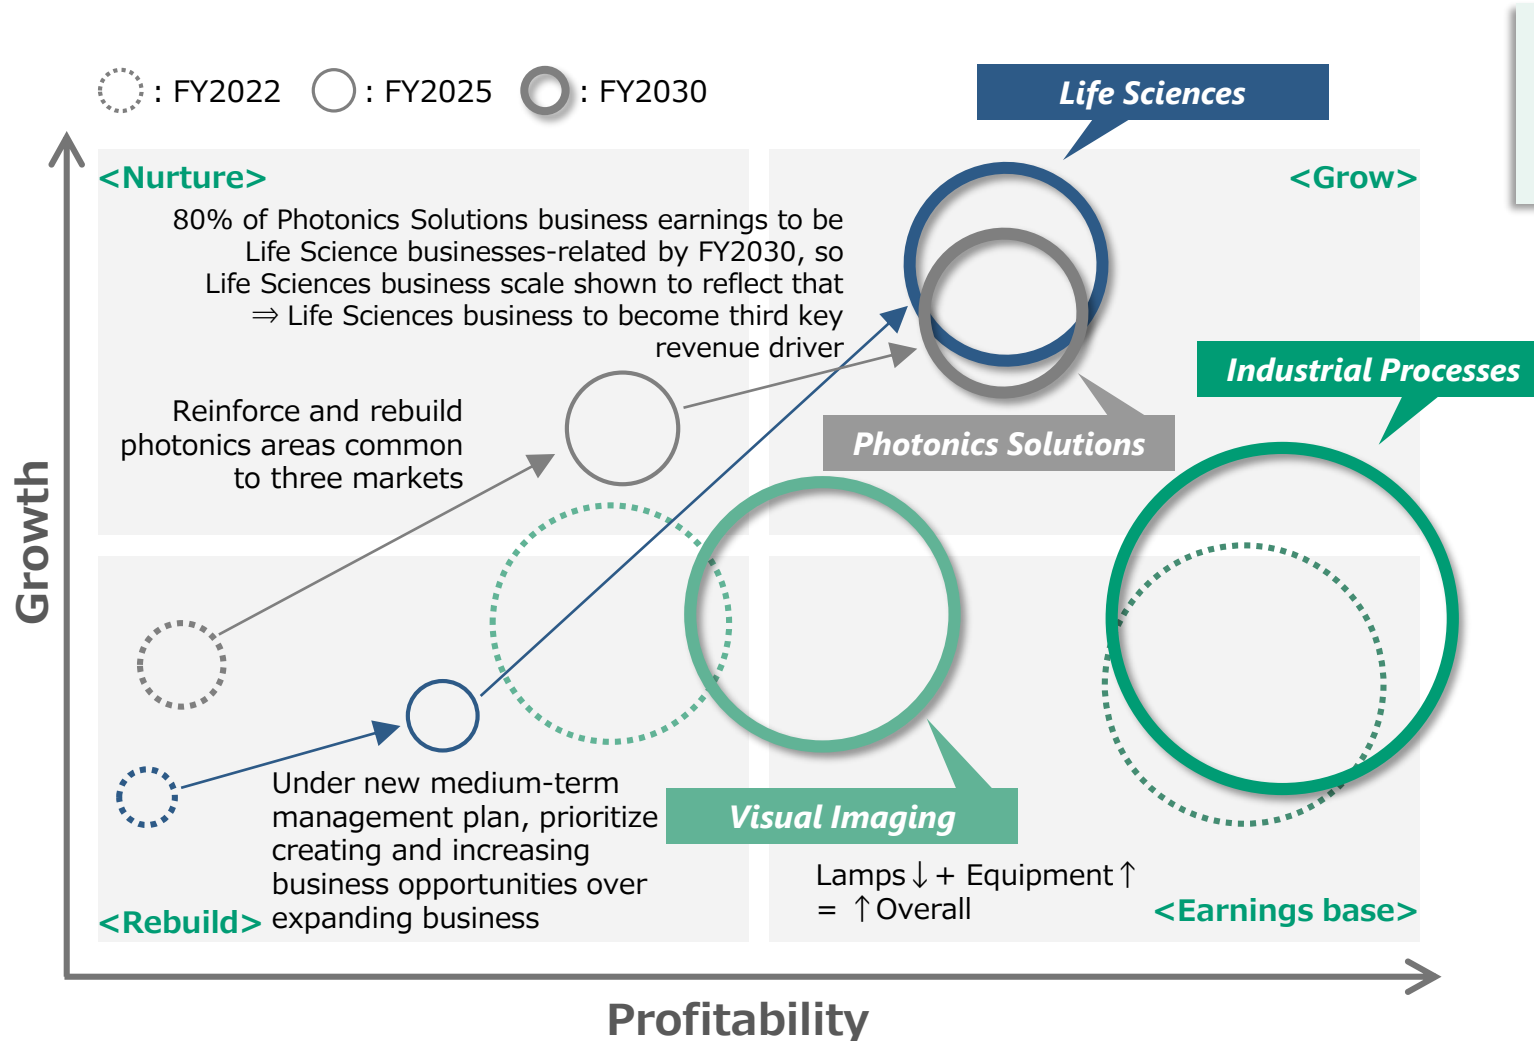 : FY2022 : FY2025 : FY2030
Life Sciences
<Nurture>
<Grow>
80% of Photonics Solutions business earnings to be
Life Science businesses-related by FY2030, so
Life Sciences business scale shown to reflect that
⇒ Life Sciences business to become third key
revenue driver
Industrial Processes
Reinforce and rebuild
photonics areas common
to three markets
Photonics Solutions
Growth
Under new medium-term
management plan, prioritize
creating and increasing
business opportunities over
expanding business
Visual Imaging
Lamps↓+ Equipment↑
= ↑Overall
<Rebuild>
<Earnings base>
Profitability